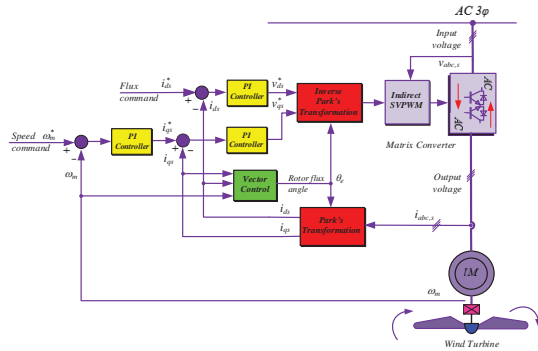 AC 3φ
Input
voltage
v_abc,s
Flux
command
i*_ds
i_ds
PI
Controller
v*_ds
v*_qs
Inverse
Park's
Transformation
Indirect
SVPWM
AC
AC
Matrix Converter
Speed ω*_m
command
ω_m
PI
Controller
i*_qs
i_qs
PI
Controller
Vector
Control
Rotor flux
angle
θ_e
Output
voltage
i_ds
i_qs
Park's
Transformation
i_abc,s
IM
ω_m
Wind Turbine